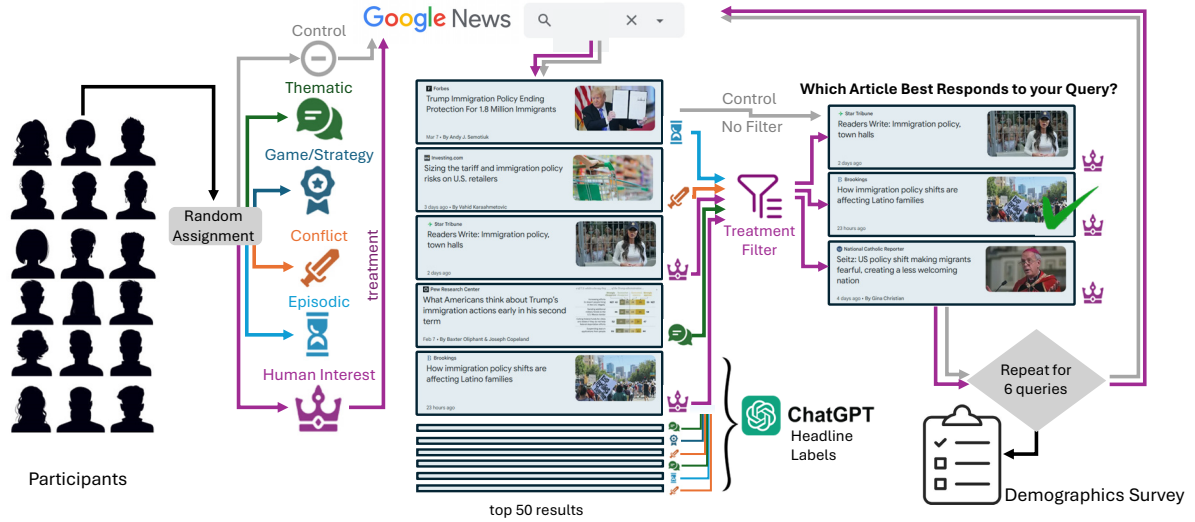 Google News
Control
Thematic
Game/Strategy
Random
Assignment
Conflict
Episodic
Human Interest
treatment
Participants
Forbes
Trump Immigration Policy Ending
Protection For 1.8 Million Immigrants
Mar 7 • By Andy J. Semotiuk
Investing.com
Sizing the tariff and immigration policy
risks on U.S. retailers
3 days ago • By Vahid Karaahmetovic
Star Tribune
Readers Write: Immigration policy,
town halls
2 days ago
Pew Research Center
What Americans think about Trump's
immigration actions early in his second
term
Feb 7 • By Baxter Oliphant & Joseph Copeland
Brookings
How immigration policy shifts are
affecting Latino families
23 hours ago
top 50 results
ChatGPT
Headline
Labels
Control
No Filter
Treatment
Filter
Which Article Best Responds to your Query?
Star Tribune
Readers Write: Immigration policy,
town halls
2 days ago
Brookings
How immigration policy shifts are
affecting Latino families
23 hours ago
National Catholic Reporter
Seitz: US policy shift making migrants
fearful, creating a less welcoming
nation
4 days ago • By Gina Christian
Repeat for
6 queries
Demographics Survey